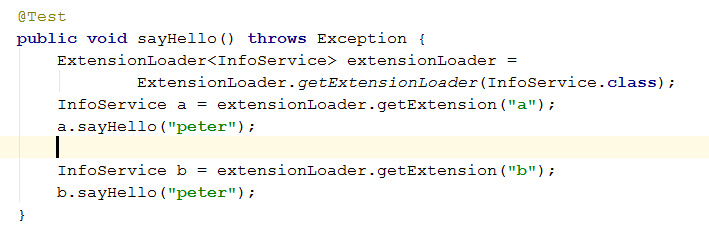 @Test
public void sayHello() throws Exception {
    ExtensionLoader<InfoService> extensionLoader =
            ExtensionLoader.getExtensionLoader(InfoService.class);
    InfoService a = extensionLoader.getExtension("a");
    a.sayHello("peter");

    InfoService b = extensionLoader.getExtension("b");
    b.sayHello("peter");
}